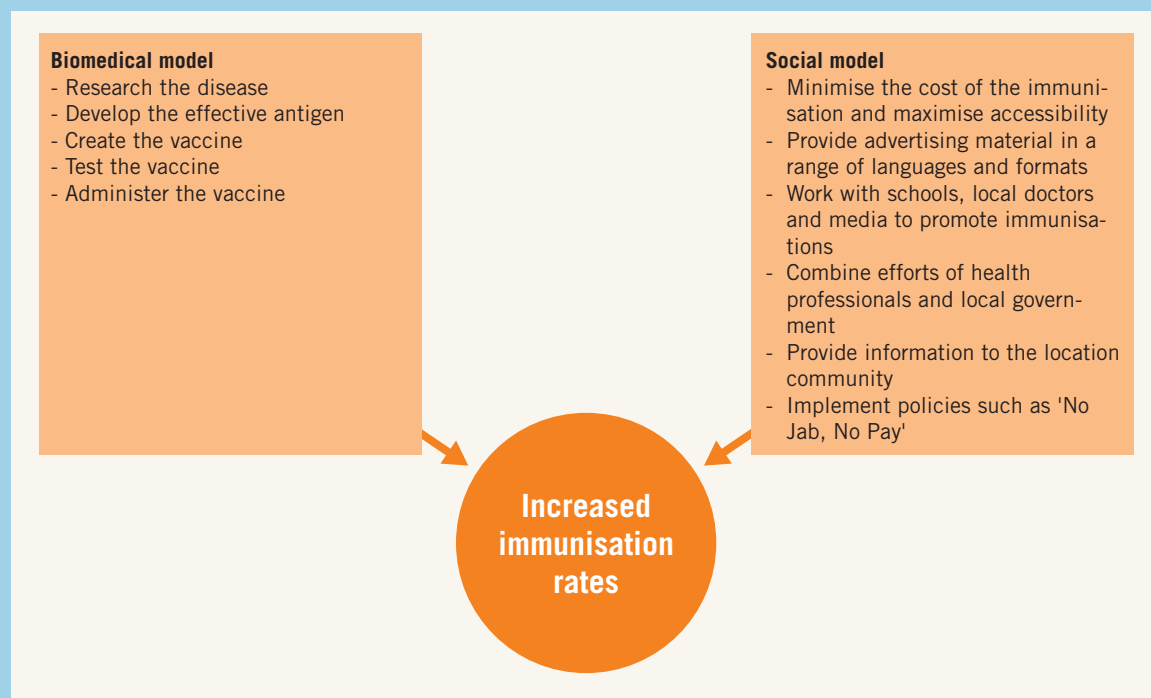 Biomedical model
- Research the disease
- Develop the effective antigen
- Create the vaccine
- Test the vaccine
- Administer the vaccine
Social model
- Minimise the cost of the immuni-
sation and maximise accessibility
- Provide advertising material in a
range of languages and formats
- Work with schools, local doctors
and media to promote immunisa-
tions
- Combine efforts of health
professionals and local govern-
ment
- Provide information to the location
community
- Implement policies such as 'No
Jab, No Pay'
Increased
immunisation
rates